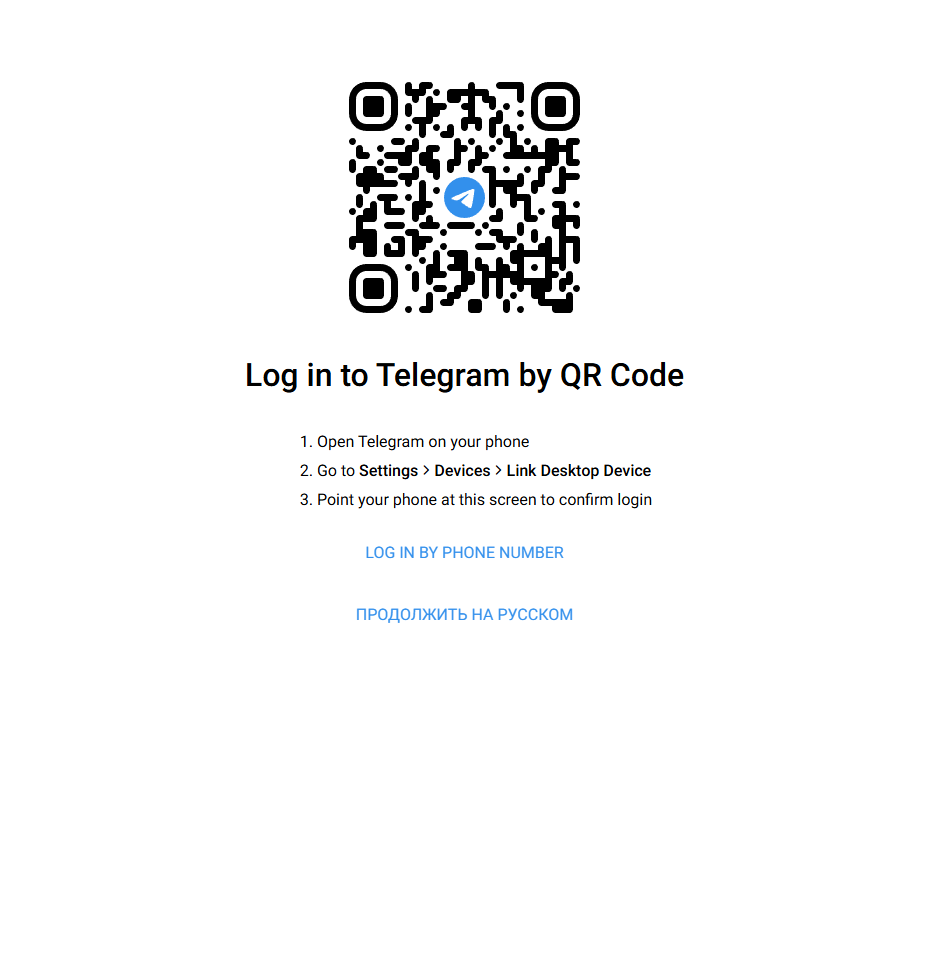 Log in to Telegram by QR Code
1. Open Telegram on your phone
2. Go to Settings > Devices > Link Desktop Device
3. Point your phone at this screen to confirm login
LOG IN BY PHONE NUMBER
ПРОДОЛЖИТЬ НА РУССКОМ